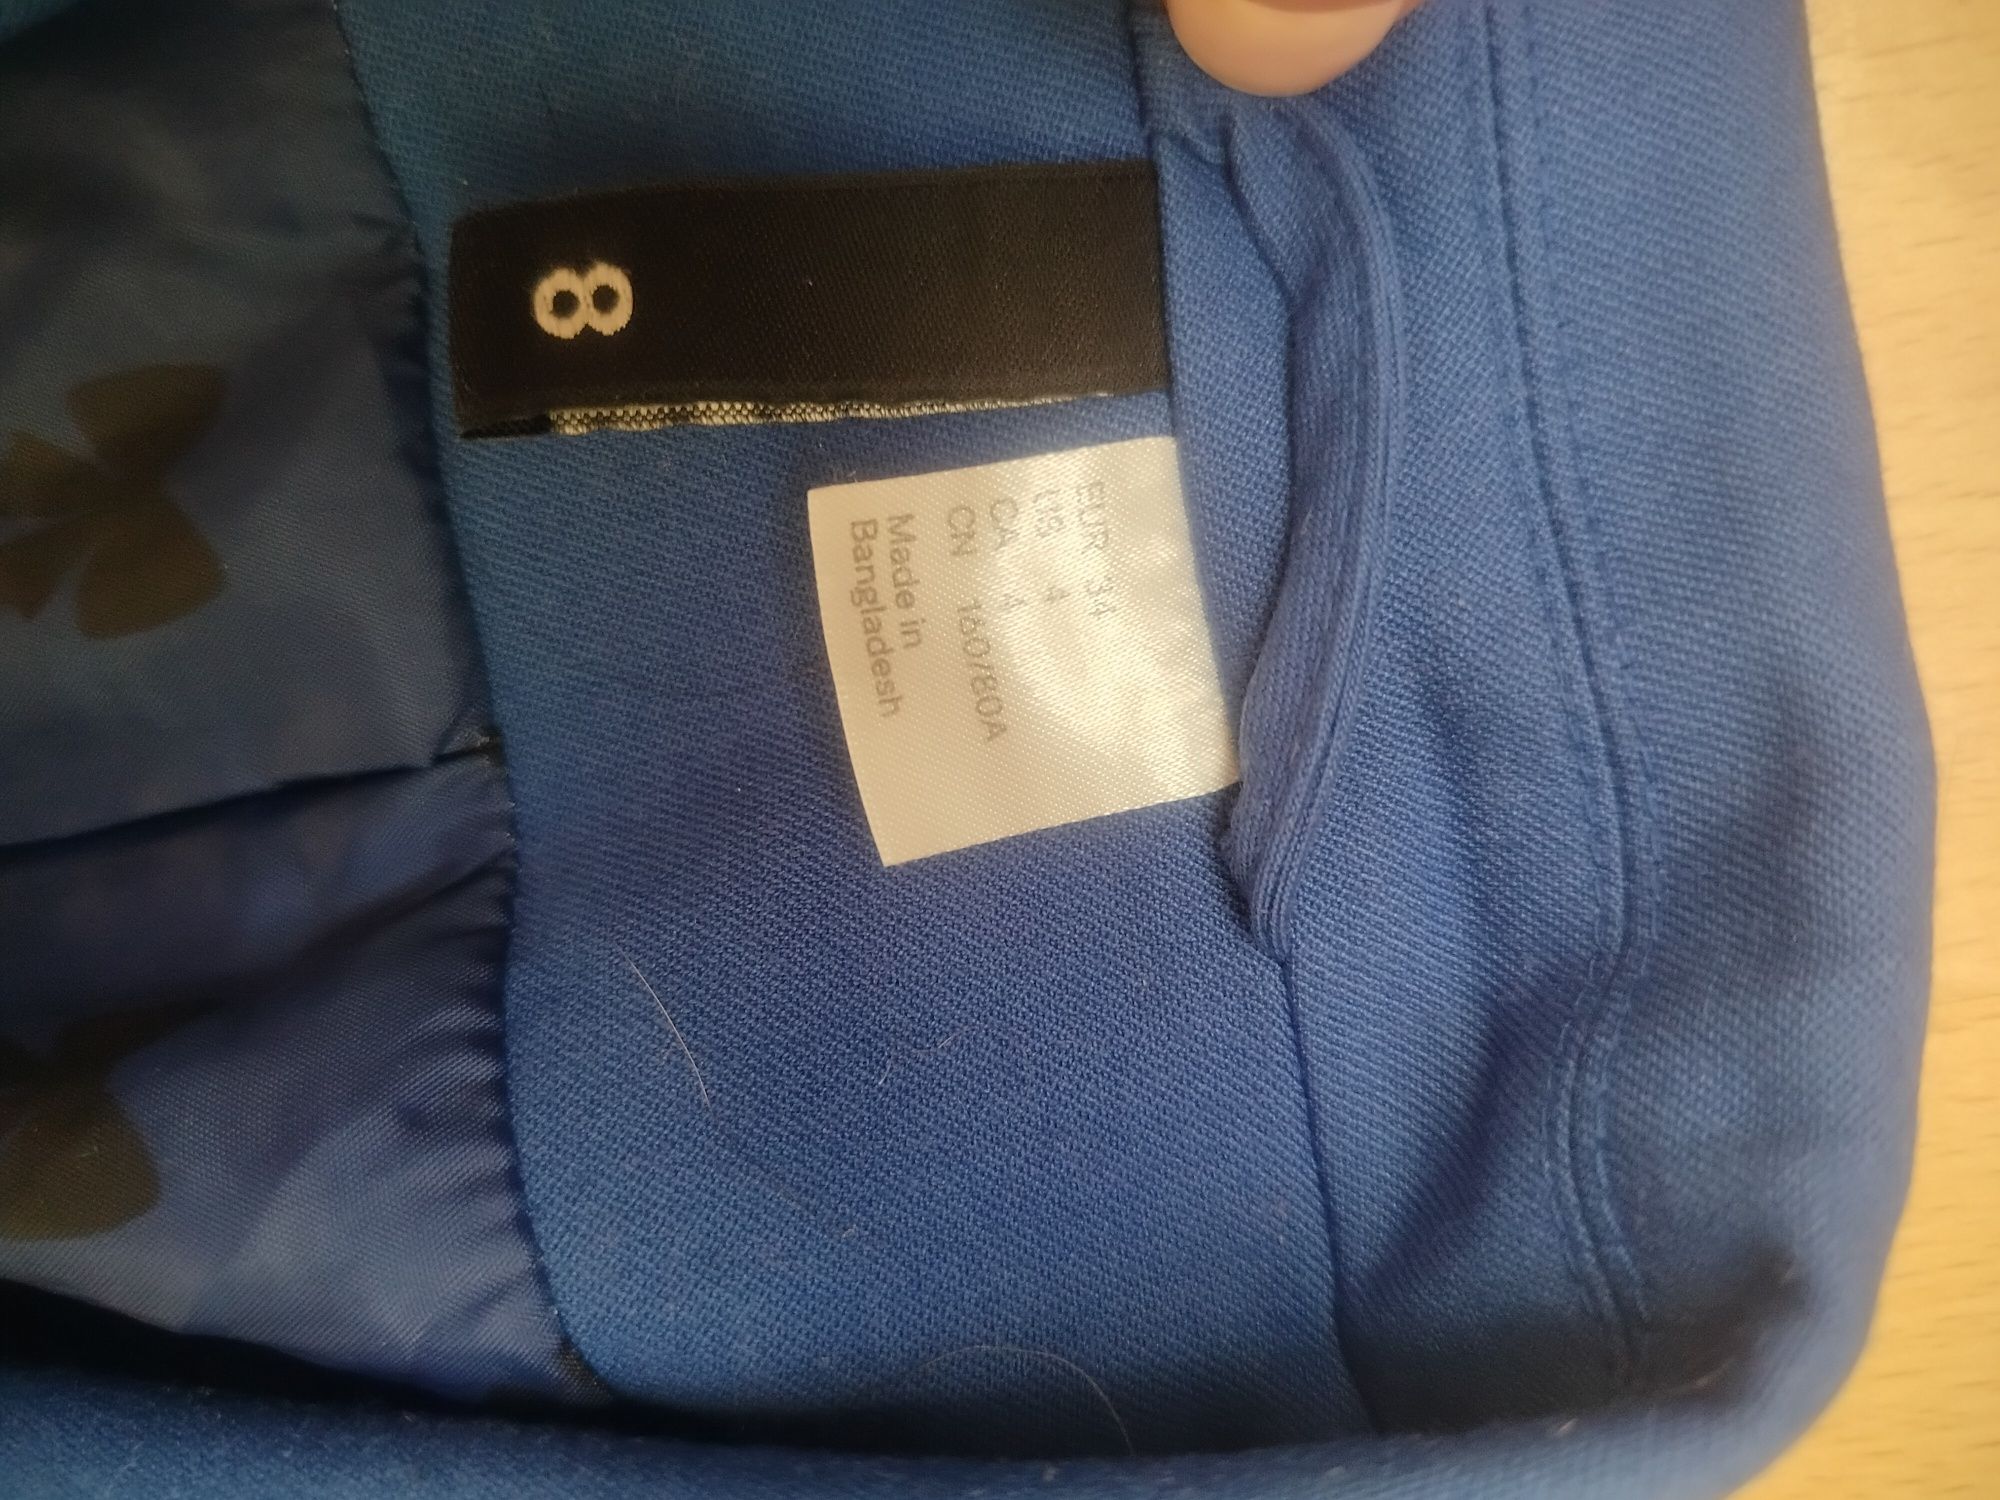 8
EUR 34
US 4
CA 4
CN 160/80A
Made in
Bangladesh